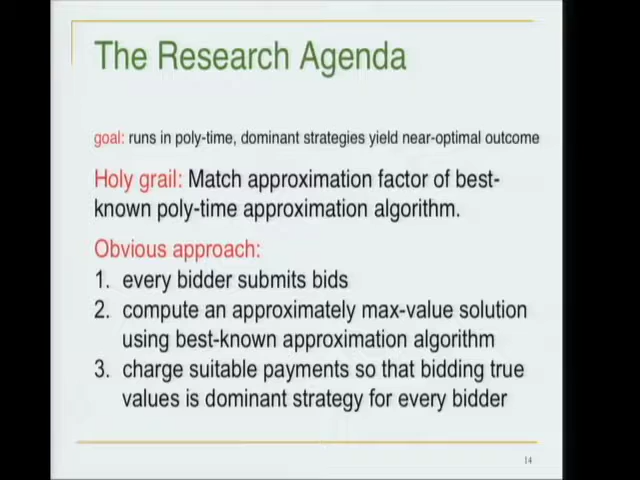 The Research Agenda
goal: runs in poly-time, dominant strategies yield near-optimal outcome
Holy grail: Match approximation factor of best-
known poly-time approximation algorithm.
Obvious approach:
1. every bidder submits bids
2. compute an approximately max-value solution
using best-known approximation algorithm
3. charge suitable payments so that bidding true
values is dominant strategy for every bidder
14